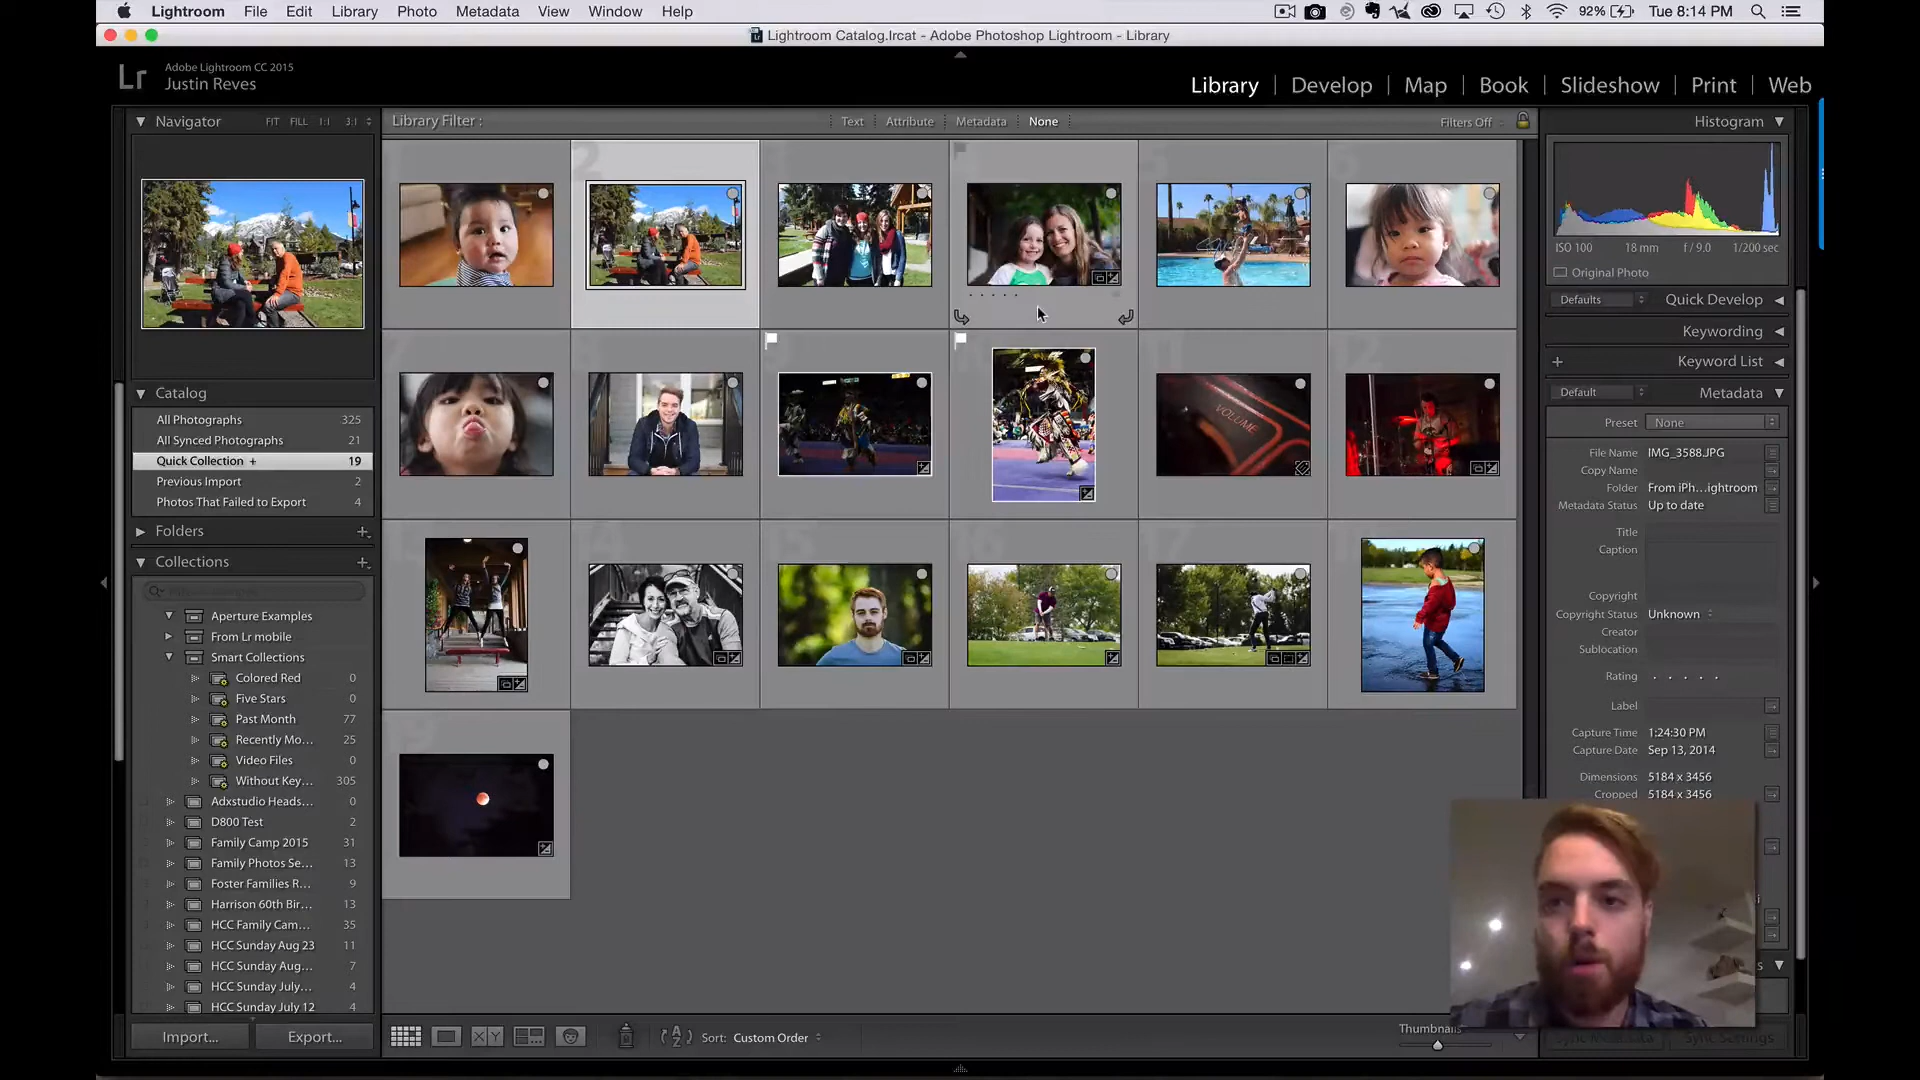 Lightroom File Edit Library Photo Metadata View Window Help 92% Tue 8:14 PM
Lightroom Catalog.lrcat - Adobe Photoshop Lightroom - Library
Lr Adobe Lightroom CC 2015
Justin Reves
Library | Develop | Map | Book | Slideshow | Print | Web
Navigator FIT FILL 1:1 3:1
Library Filter : Text Attribute Metadata None Filters Off
Histogram
ISO 100 18 mm f / 9.0 1/200 sec
Original Photo
Defaults Quick Develop
Keywording
Keyword List
Default Metadata
Preset None
File Name IMG_3588.JPG
Copy Name
Folder From iPh...ightroom
Metadata Status Up to date
Title
Caption
Copyright
Copyright Status Unknown
Creator
Sublocation
Rating . . . . .
Label
Capture Time 1:24:30 PM
Capture Date Sep 13, 2014
Dimensions 5184 x 3456
Cropped 5184 x 3456
Catalog
All Photographs 325
All Synced Photographs 21
Quick Collection + 19
Previous Import 2
Photos That Failed to Export 4
Folders
Collections
Aperture Examples
From Lr mobile
Smart Collections
Colored Red 0
Five Stars 0
Past Month 77
Recently Mo... 25
Video Files 0
Without Key... 305
Adxstudio Heads... 0
D800 Test 2
Family Camp 2015 31
Family Photos Se... 13
Foster Families R... 9
Harrison 60th Bir... 13
HCC Family Cam... 35
HCC Sunday Aug 23 11
HCC Sunday Aug... 7
HCC Sunday July... 4
HCC Sunday July 12 4
VOLUME
Import... Export... XY Sort: Custom Order Thumbnails Sync Metadata Sync Settings